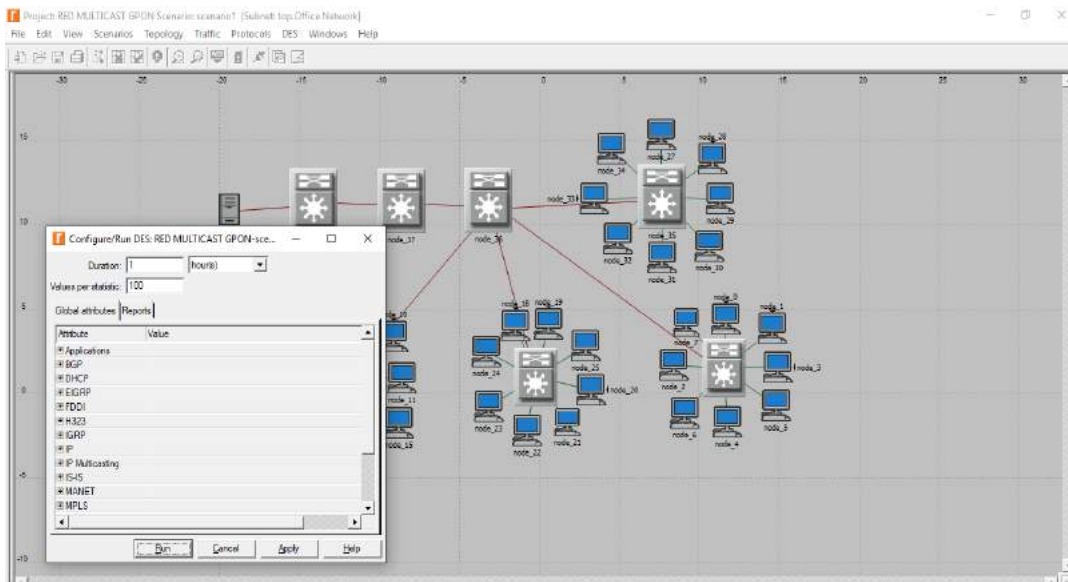 Project: RED MULTICAST GPON Scenario: scenario1 [Subnet: top.Office Network]
File Edit View Scenarios Topology Traffic Protocols DES Windows Help
-30 -25 -20 -15 -10 -5 0 5 10 15 20 25 30
15
10
5
0
-5
-10
node_28
node_27
node_34
node_33
node_29
node_35
node_32
node_30
node_31
node_37
node_36
node_18 node_19
node_24
node_25
node_20
node_23
node_21
node_22
node_0
node_1
node_7
node_2
node_3
node_6
node_5
node_4
node_11
Configure/Run DES: RED MULTICAST GPON-sce...
Duration: 1 hour(s)
Values per statistic: 100
Global attributes Reports
Attribute Value
Applications
BGP
DHCP
EIGRP
FDDI
H323
IGRP
IP
IP Multicasting
IS-IS
MANET
MPLS
Run Cancel Apply Help